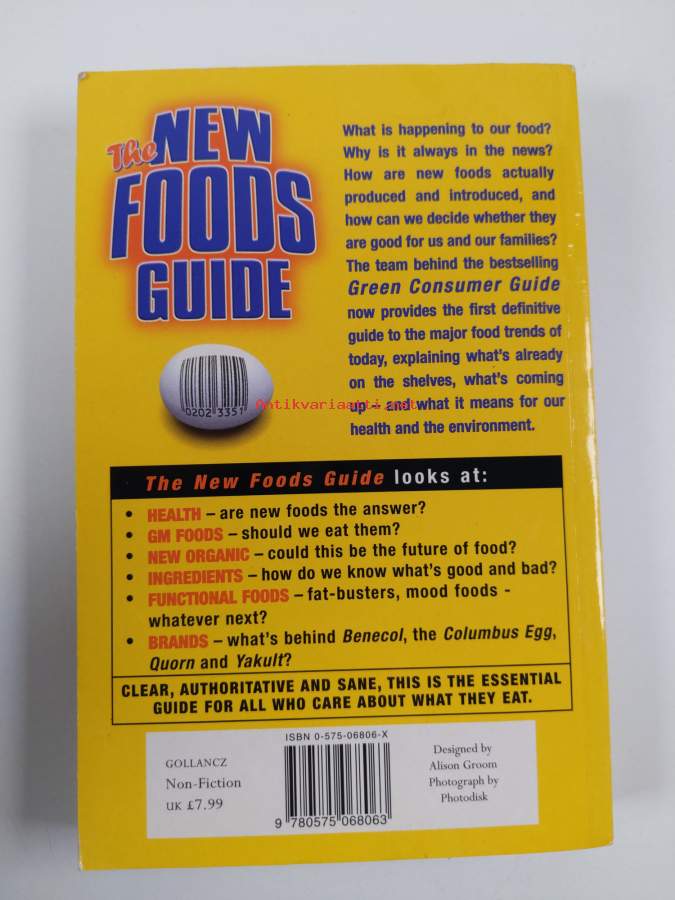 The NEW
FOODS
GUIDE
0202 3351
What is happening to our food?
Why is it always in the news?
How are new foods actually
produced and introduced, and
how can we decide whether they
are good for us and our families?
The team behind the bestselling
Green Consumer Guide
now provides the first definitive
guide to the major food trends of
today, explaining what's already
on the shelves, what's coming
up – and what it means for our
health and the environment.
Antikvariaatti.net
The New Foods Guide looks at:
• HEALTH – are new foods the answer?
• GM FOODS – should we eat them?
• NEW ORGANIC – could this be the future of food?
• INGREDIENTS – how do we know what's good and bad?
• FUNCTIONAL FOODS – fat-busters, mood foods -
whatever next?
• BRANDS – what's behind Benecol, the Columbus Egg,
Quorn and Yakult?
CLEAR, AUTHORITATIVE AND SANE, THIS IS THE ESSENTIAL
GUIDE FOR ALL WHO CARE ABOUT WHAT THEY EAT.
GOLLANCZ
Non-Fiction
UK £7.99
ISBN 0-575-06806-X
9 780575 068063
Designed by
Alison Groom
Photograph by
Photodisk